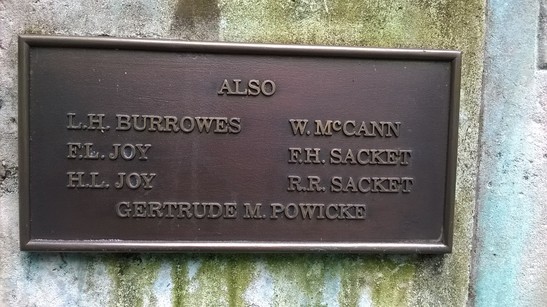 ALSO
L.H. BURROWES W. McCANN
F.L. JOY F.H. SACKET
H.L. JOY R.R. SACKET
GERTRUDE M. POWICKE